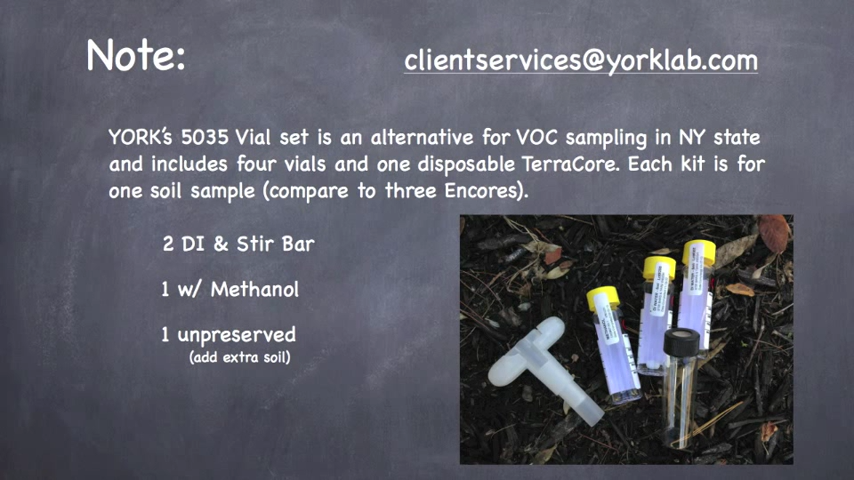 Note:
clientservices@yorklab.com
YORK's 5035 Vial set is an alternative for VOC sampling in NY state
and includes four vials and one disposable TerraCore. Each kit is for
one soil sample (compare to three Encores).
2 DI & Stir Bar
1 w/ Methanol
1 unpreserved
(add extra soil)